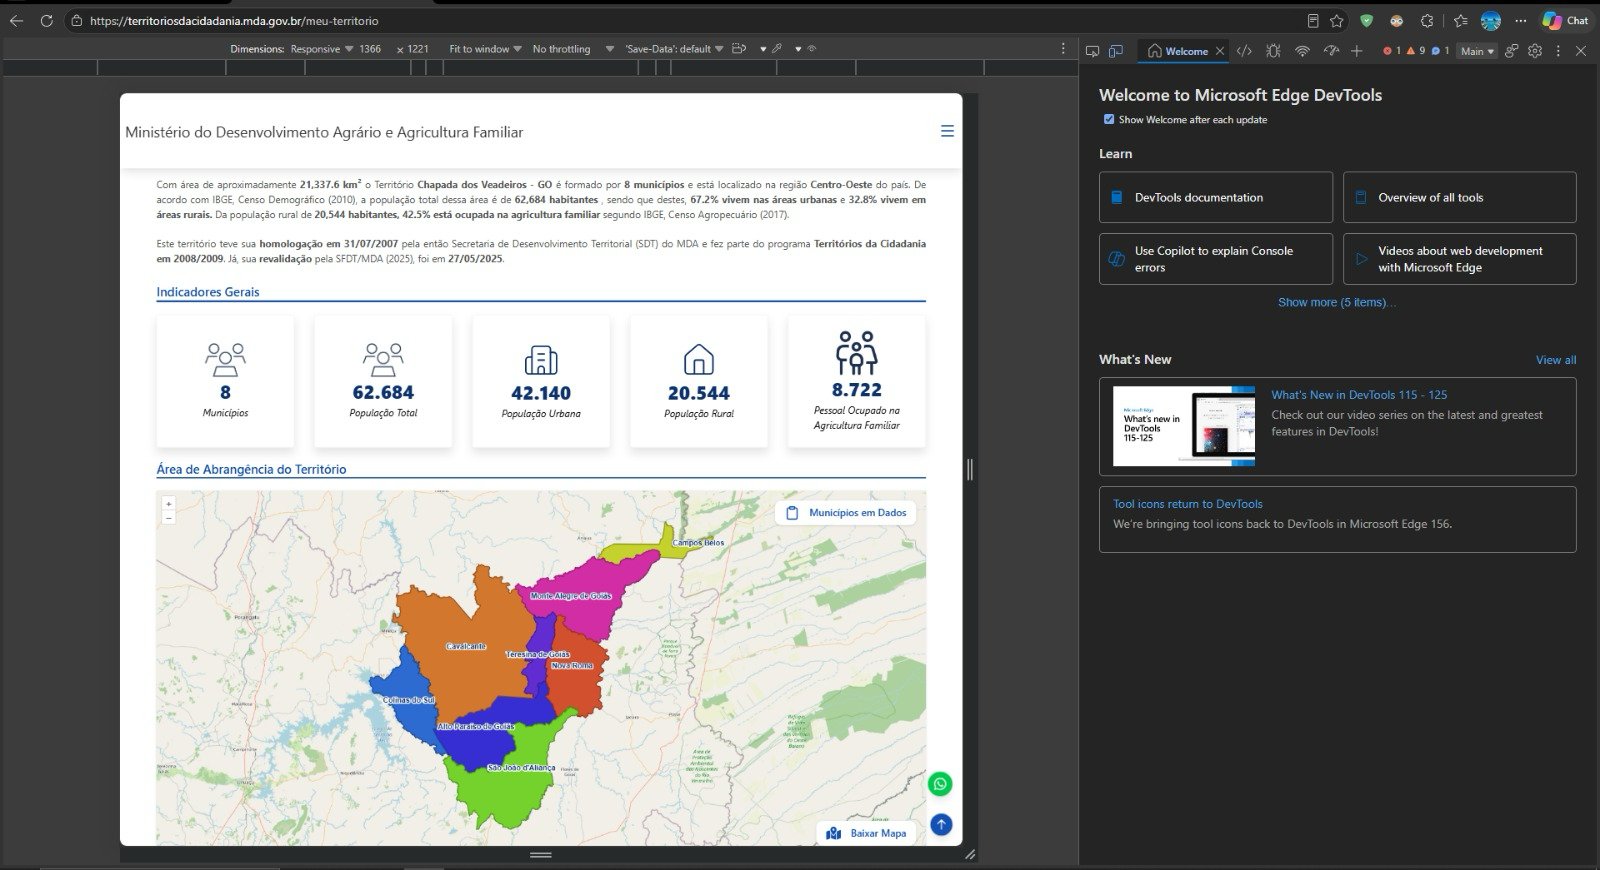 https://territoriosdacidadania.mda.gov.br/meu-territorio
Chat
Dimensions: Responsive 1366 x 1221 Fit to window No throttling 'Save-Data': default
Welcome
1 9 1 Main
Ministério do Desenvolvimento Agrário e Agricultura Familiar
Com área de aproximadamente 21,337.6 km² o Território Chapada dos Veadeiros - GO é formado por 8 municípios e está localizado na região Centro-Oeste do país. De
acordo com IBGE, Censo Demográfico (2010), a população total dessa área é de 62,684 habitantes , sendo que destes, 67.2% vivem nas áreas urbanas e 32.8% vivem em
áreas rurais. Da população rural de 20,544 habitantes, 42.5% está ocupada na agricultura familiar segundo IBGE, Censo Agropecuário (2017).
Este território teve sua homologação em 31/07/2007 pela então Secretaria de Desenvolvimento Territorial (SDT) do MDA e fez parte do programa Territórios da Cidadania
em 2008/2009. Já, sua revalidação pela SFDT/MDA (2025), foi em 27/05/2025.
Indicadores Gerais
8
Municípios
62.684
População Total
42.140
População Urbana
20.544
População Rural
8.722
Pessoal Ocupado na
Agricultura Familiar
Área de Abrangência do Território
+
−
Municípios em Dados
Campos Belos
Monte Alegre de Goiás
Cavalcante
Teresina de Goiás
Nova Roma
Colinas do Sul
Alto Paraíso de Goiás
São João d'Aliança
Baixar Mapa
Welcome to Microsoft Edge DevTools
Show Welcome after each update
Learn
DevTools documentation
Overview of all tools
Use Copilot to explain Console
errors
Videos about web development
with Microsoft Edge
Show more (5 items)...
What's New
View all
Microsoft Edge
What's new in
DevTools
115-125
What's New in DevTools 115 - 125
Check out our video series on the latest and greatest
features in DevTools!
Tool icons return to DevTools
We're bringing tool icons back to DevTools in Microsoft Edge 156.